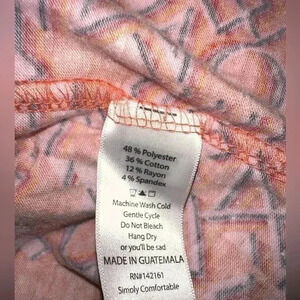 48% Polyester
36% Cotton
12% Rayon
4% Spandex
Machine Wash Cold
Gentle Cycle
Do Not Bleach
Hang Dry
or you'll be sad
MADE IN GUATEMALA
RN#142161
Simply Comfortable